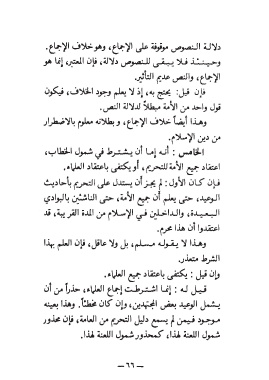 دلالة النصوص موقوفة على الإجماع، وهو خلاف الإجماع.
وحينئذ فلا يبقى للنصوص دلالة، فإن المعتبر إنما هو
الإجماع، والنص عديم التأثير.
فإن قيل: يحتج به، إذ لا يعلم وجود الخلاف، فيكون
قول واحد من الأمة مبطلاً لدلالة النص.
وهذا أيضاً خلاف الإجماع، وبطلانه معلوم بالاضطرار
من دين الإسلام.
الخامس : أنه إما أن يشترط في شمول الخطاب،
اعتقاد جميع الأمة للتحريم، أو يكتفى باعتقاد العلماء.
فإن كان الأول : لم يجز أن يستدل على التحريم بأحاديث
الوعيد، حتى يعلم أن جميع الأمة، حتى الناشئين بالبوادي
البعيدة، والداخلين في الإسلام من المدة القريبة، قد
اعتقدوا أن هذا محرم.
وهذا لا يقوله مسلم، بل ولا عاقل، فإن العلم بهذا
الشرط متعذر.
وإن قيل : يكتفى باعتقاد جميع العلماء.
قيل له : إنما اشترطت إجماع العلماء، حذراً من أن
يشمل الوعيد بعض المجتهدين، وإن كان مخطئاً. وهذا بعينه
موجود فيمن لم يسمع دليل التحريم من العامة، فإن محذور
شمول اللعنة لهذا، كمحذور شمول اللعنة لهذا.
– ٦٦ –